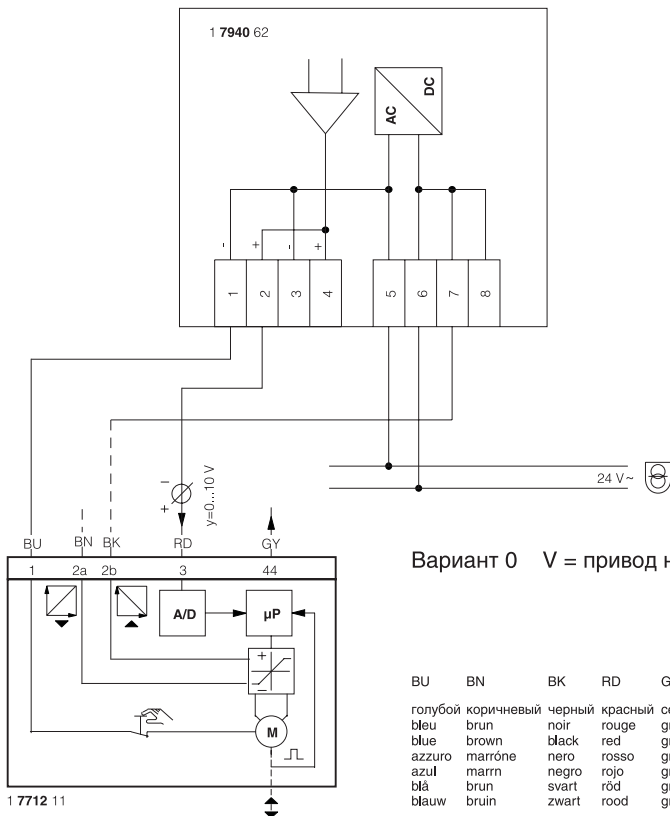 1 7940 62
AC DC
- + - +
1 2 3 4 5 6 7 8
y=0...10 V
+ -
24 V~
BU BN BK RD GY
1 2a 2b 3 44
A/D µP
+
-
M
1 7712 11
Вариант 0 V = привод
BU BN BK RD
голубой коричневый черный красный
bleu brun noir rouge
blue brown black red
azzuro marróne nero rosso
azul marrn negro rojo
blå brun svart röd
blauw bruin zwart rood